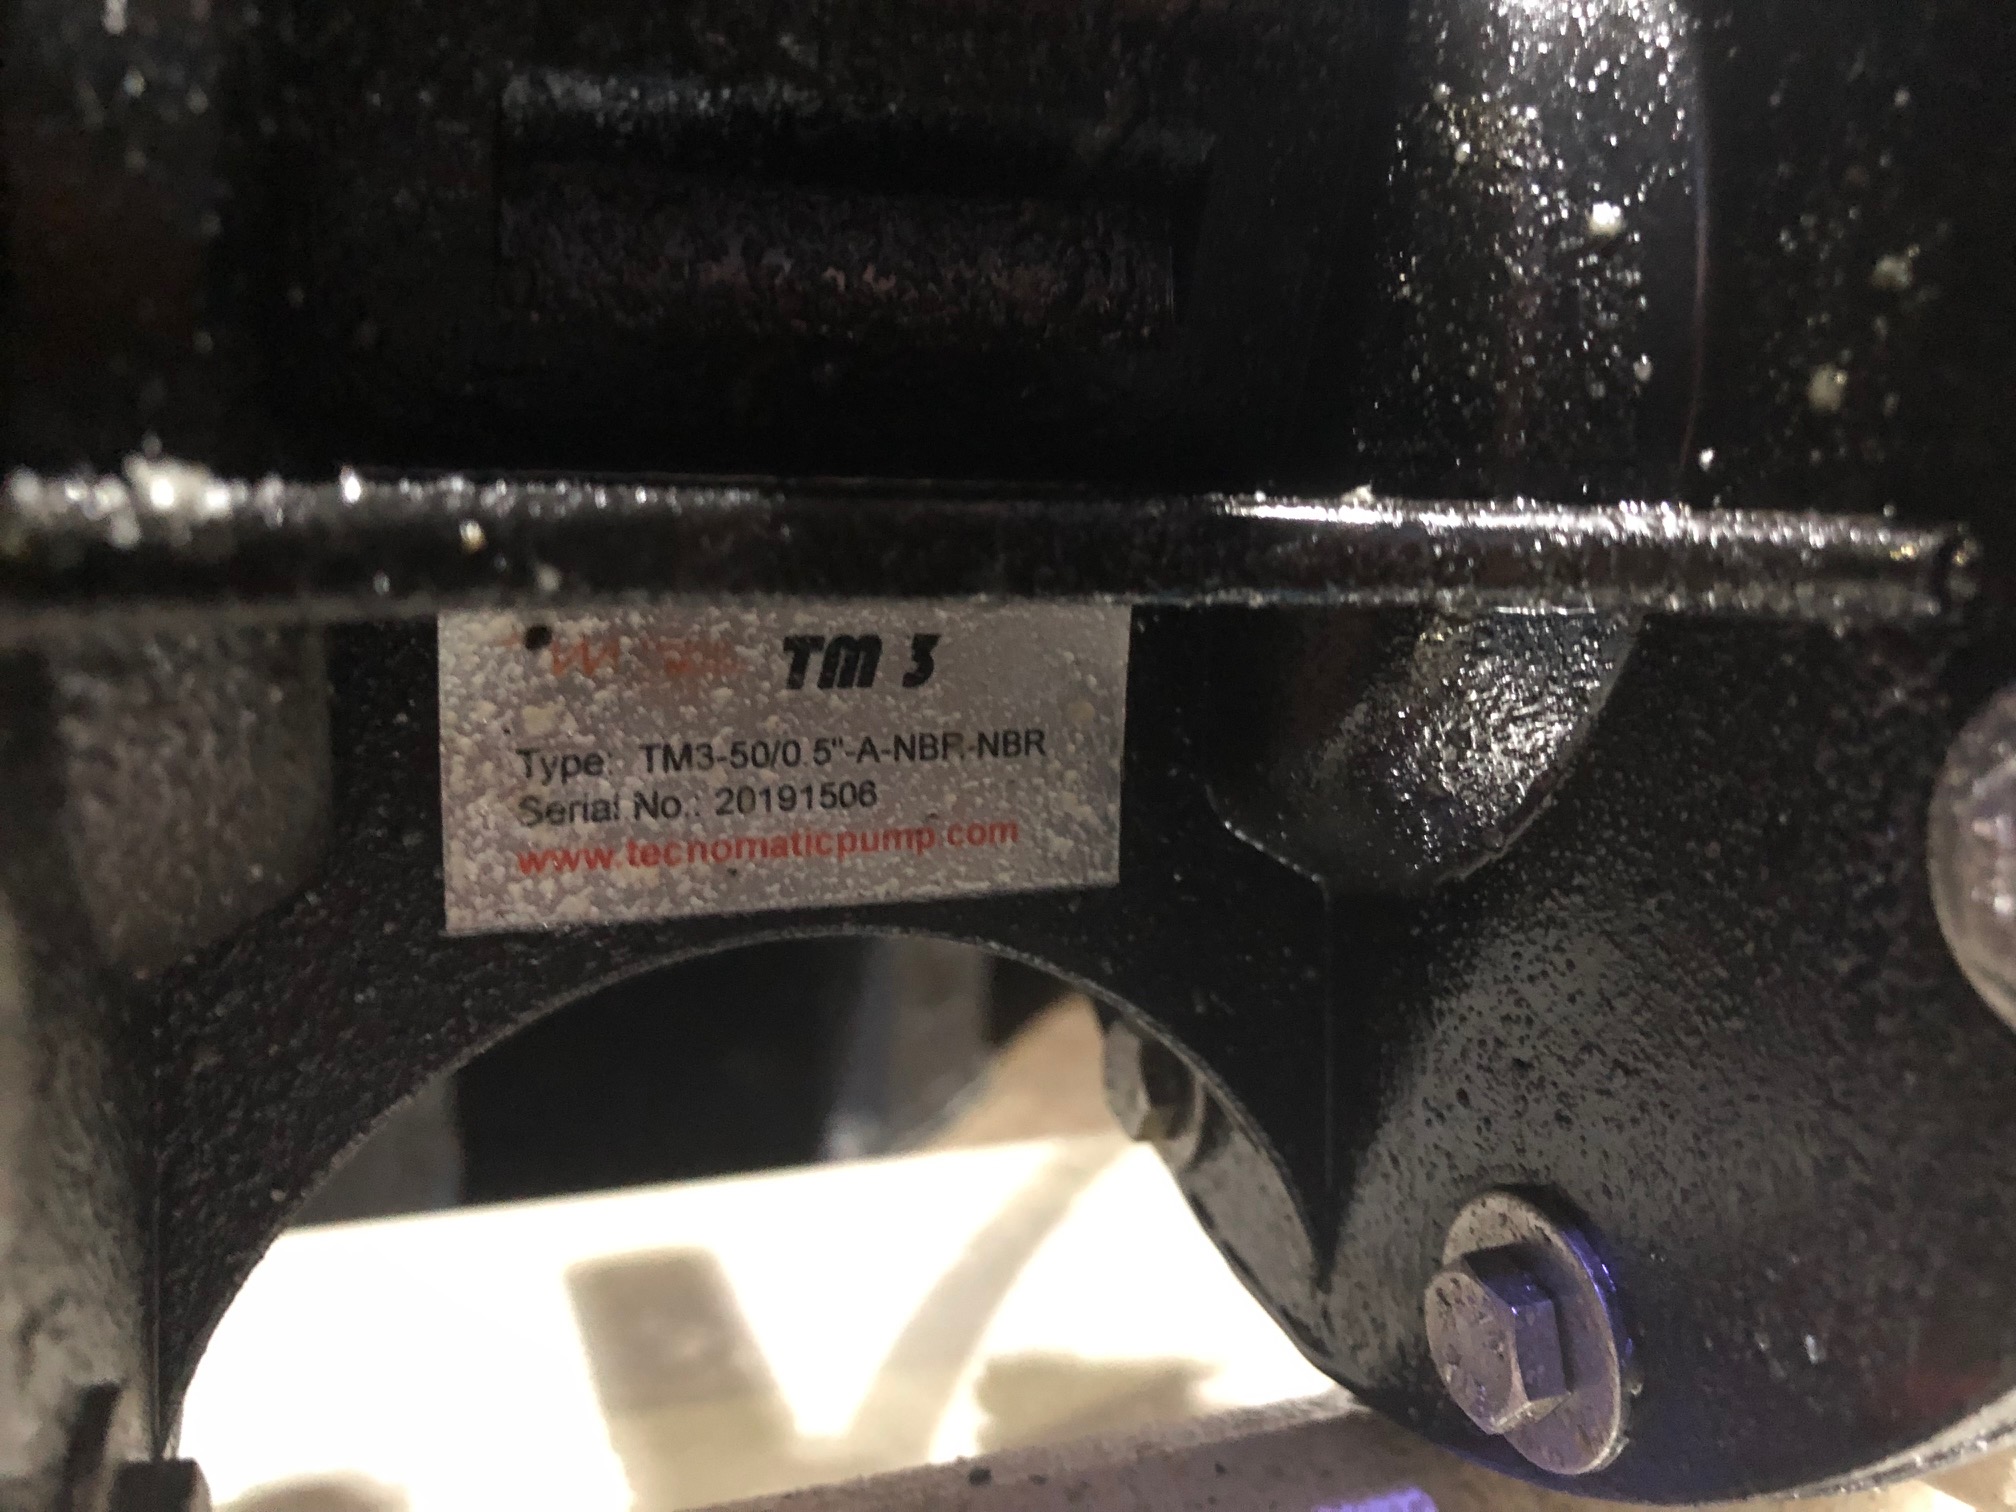 TM 3
Type: TM3-50/0.5"-A-NBR-NBR
Serial No.: 20191506
www.tecnomaticpump.com